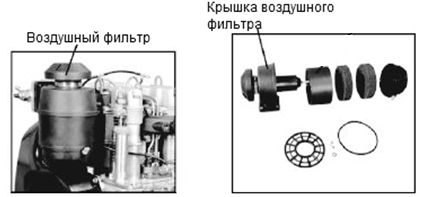 Воздушный фильтр
Крышка воздушного
фильтра